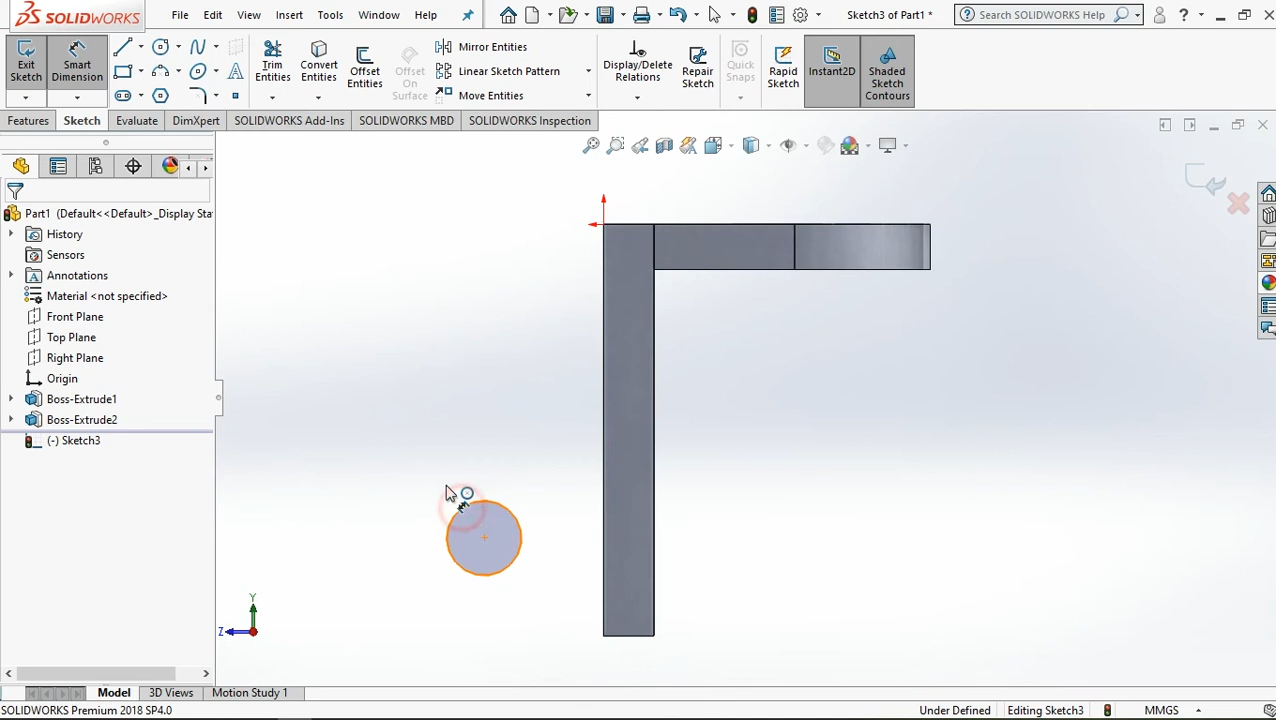 SOLIDWORKS File Edit View Insert Tools Window Help Sketch3 of Part1 * Search SOLIDWORKS Help ?
Exit Sketch
Smart Dimension
Trim Entities
Convert Entities
Offset Entities
Offset On Surface
Mirror Entities
Linear Sketch Pattern
Move Entities
Display/Delete Relations
Repair Sketch
Quick Snaps
Rapid Sketch
Instant2D
Shaded Sketch Contours
Features Sketch Evaluate DimXpert SOLIDWORKS Add-Ins SOLIDWORKS MBD SOLIDWORKS Inspection
Part1 (Default<<Default>_Display Sta
History
Sensors
Annotations
Material <not specified>
Front Plane
Top Plane
Right Plane
Origin
Boss-Extrude1
Boss-Extrude2
(-) Sketch3
Y
Z
Model 3D Views Motion Study 1
SOLIDWORKS Premium 2018 SP4.0 Under Defined Editing Sketch3 MMGS